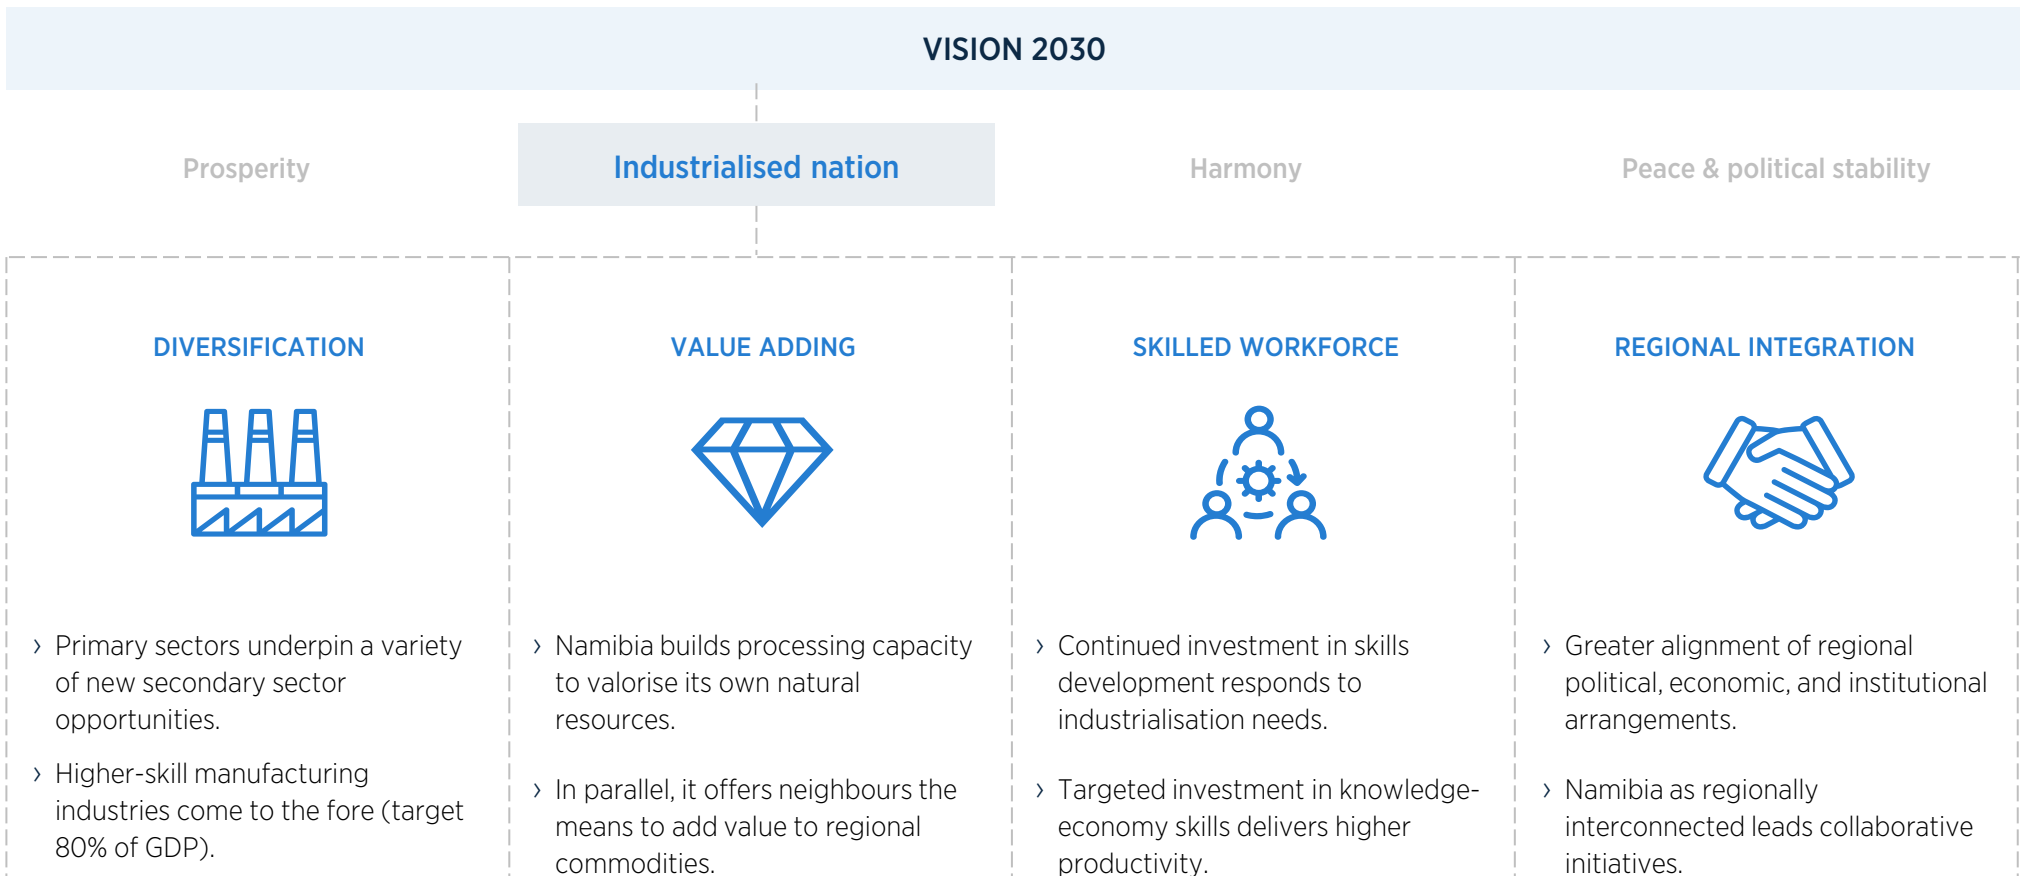 VISION 2030
Prosperity
Industrialised nation
Harmony
Peace & political stability
DIVERSIFICATION
› Primary sectors underpin a variety
of new secondary sector
opportunities.
› Higher-skill manufacturing
industries come to the fore (target
80% of GDP).
VALUE ADDING
› Namibia builds processing capacity
to valorise its own natural
resources.
› In parallel, it offers neighbours the
means to add value to regional
commodities.
SKILLED WORKFORCE
› Continued investment in skills
development responds to
industrialisation needs.
› Targeted investment in knowledge-
economy skills delivers higher
productivity.
REGIONAL INTEGRATION
› Greater alignment of regional
political, economic, and institutional
arrangements.
› Namibia as regionally
interconnected leads collaborative
initiatives.